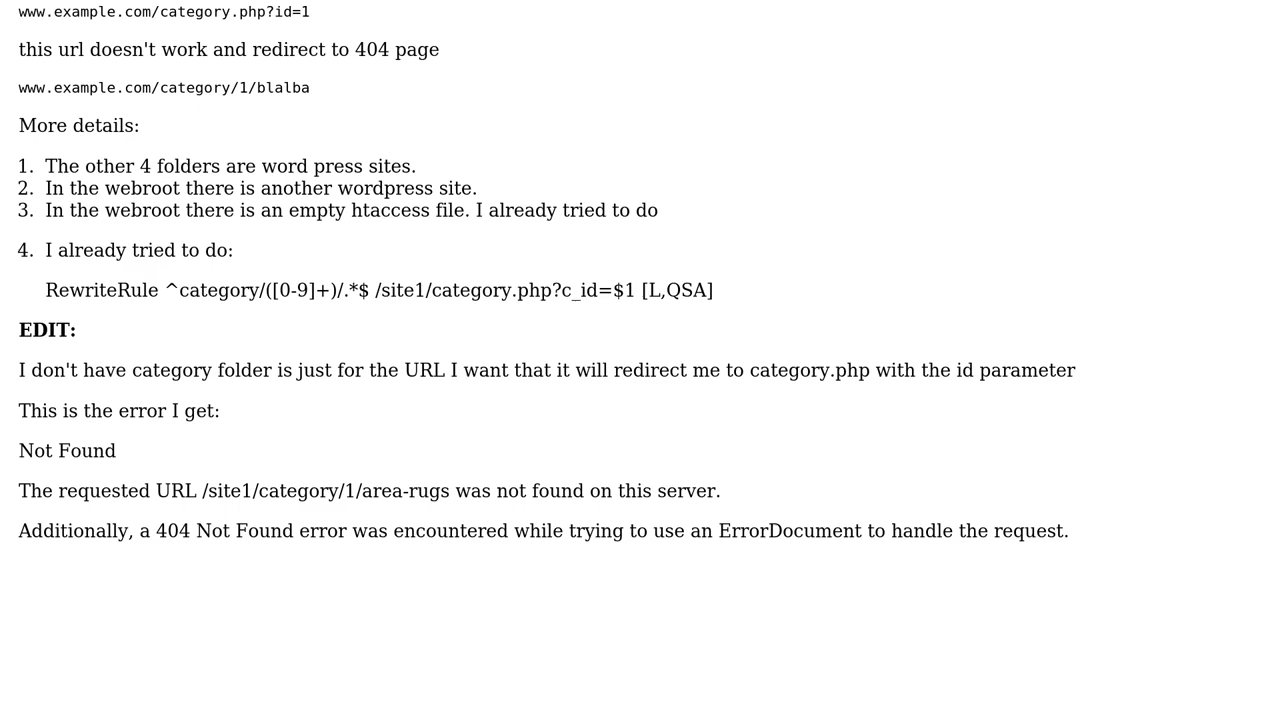 www.example.com/category.php?id=1
this url doesn't work and redirect to 404 page
www.example.com/category/1/blalba
More details:
1. The other 4 folders are word press sites.
2. In the webroot there is another wordpress site.
3. In the webroot there is an empty htaccess file. I already tried to do
4. I already tried to do:
RewriteRule ^category/([0-9]+)/.*$ /site1/category.php?c_id=$1 [L,QSA]
EDIT:
I don't have category folder is just for the URL I want that it will redirect me to category.php with the id parameter
This is the error I get:
Not Found
The requested URL /site1/category/1/area-rugs was not found on this server.
Additionally, a 404 Not Found error was encountered while trying to use an ErrorDocument to handle the request.